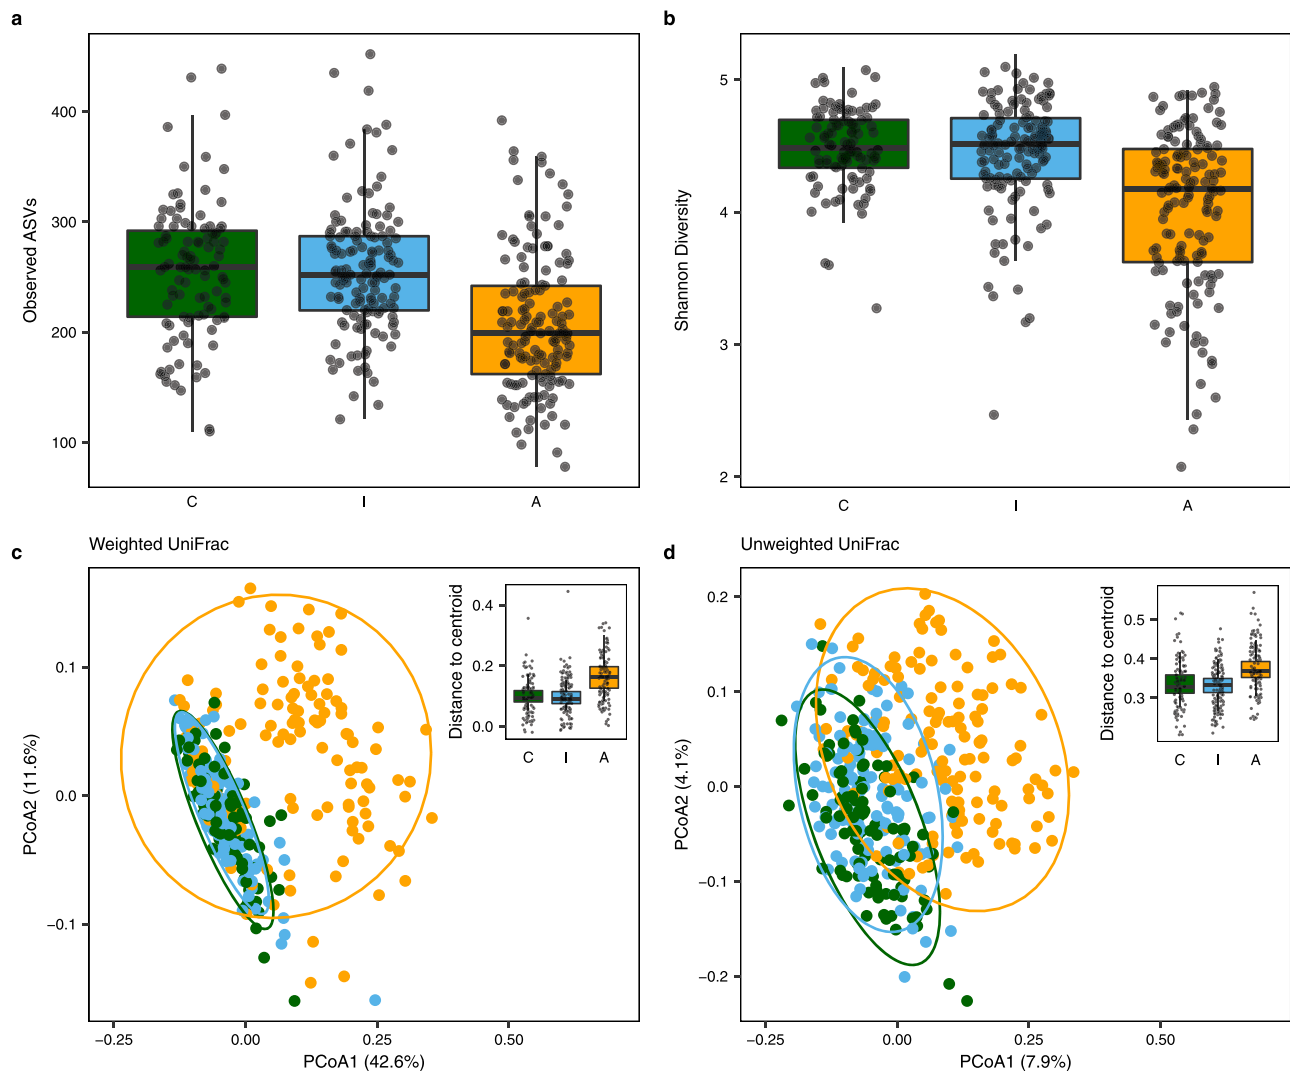 a
Observed ASVs
400
300
200
100
C I A
b
Shannon Diversity
5
4
3
2
C I A
c
Weighted UniFrac
PCoA2 (11.6%)
0.1
0.0
−0.1
−0.25 0.00 0.25 0.50
PCoA1 (42.6%)
Distance to centroid
0.4
0.2
0.0
C I A
d
Unweighted UniFrac
PCoA2 (4.1%)
0.2
0.1
0.0
−0.1
−0.2
−0.25 0.00 0.25 0.50
PCoA1 (7.9%)
Distance to centroid
0.5
0.4
0.3
C I A